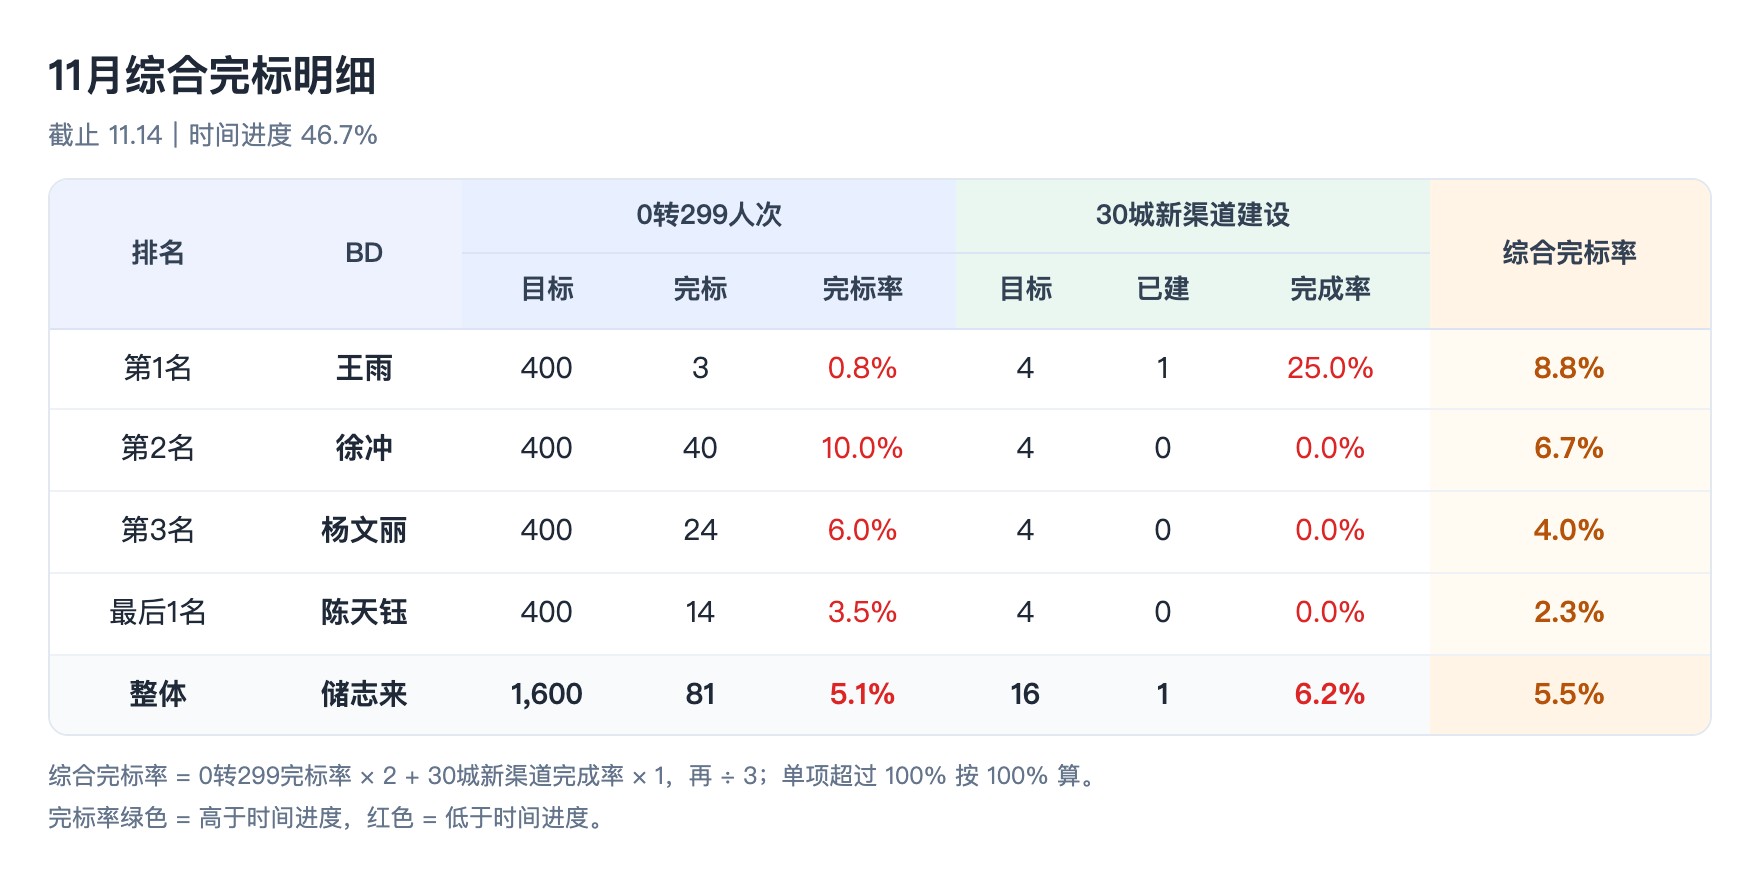 11月综合完标明细
截止 11.14｜时间进度 46.7%
排名 BD 0转299人次 30城新渠道建设 综合完标率
目标 完标 完标率 目标 已建 完成率
第1名 王雨 400 3 0.8% 4 1 25.0% 8.8%
第2名 徐冲 400 40 10.0% 4 0 0.0% 6.7%
第3名 杨文丽 400 24 6.0% 4 0 0.0% 4.0%
最后1名 陈天钰 400 14 3.5% 4 0 0.0% 2.3%
整体 储志来 1,600 81 5.1% 16 1 6.2% 5.5%
综合完标率 = 0转299完标率 × 2 + 30城新渠道完成率 × 1，再 ÷ 3；单项超过 100% 按 100% 算。
完标率绿色 = 高于时间进度，红色 = 低于时间进度。